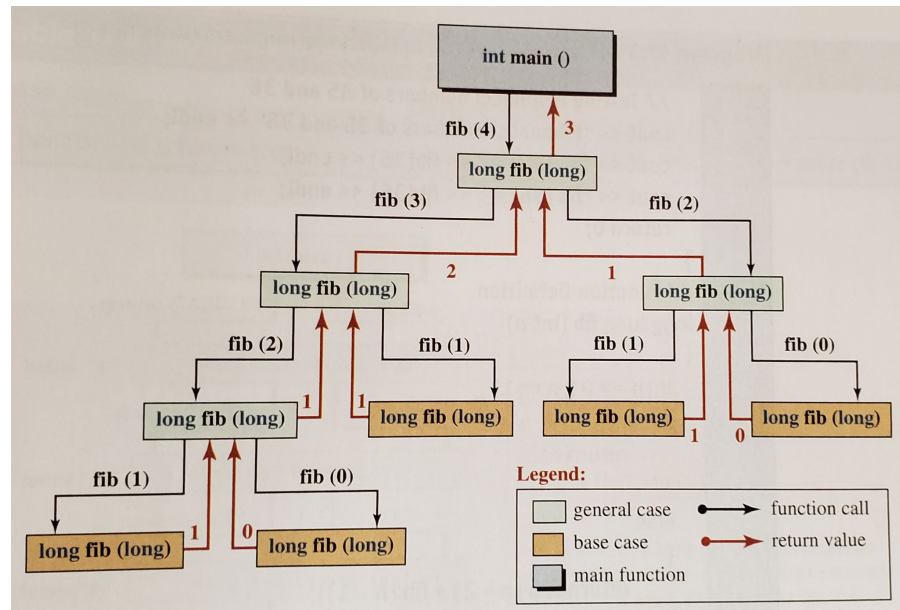 int main ()
fib (4)
3
long fib (long)
fib (3)
fib (2)
2
1
long fib (long)
long fib (long)
fib (2)
fib (1)
fib (1)
fib (0)
1
1
long fib (long)
long fib (long)
long fib (long)
long fib (long)
1
0
fib (1)
fib (0)
1
0
long fib (long)
long fib (long)
Legend:
general case
function call
base case
return value
main function